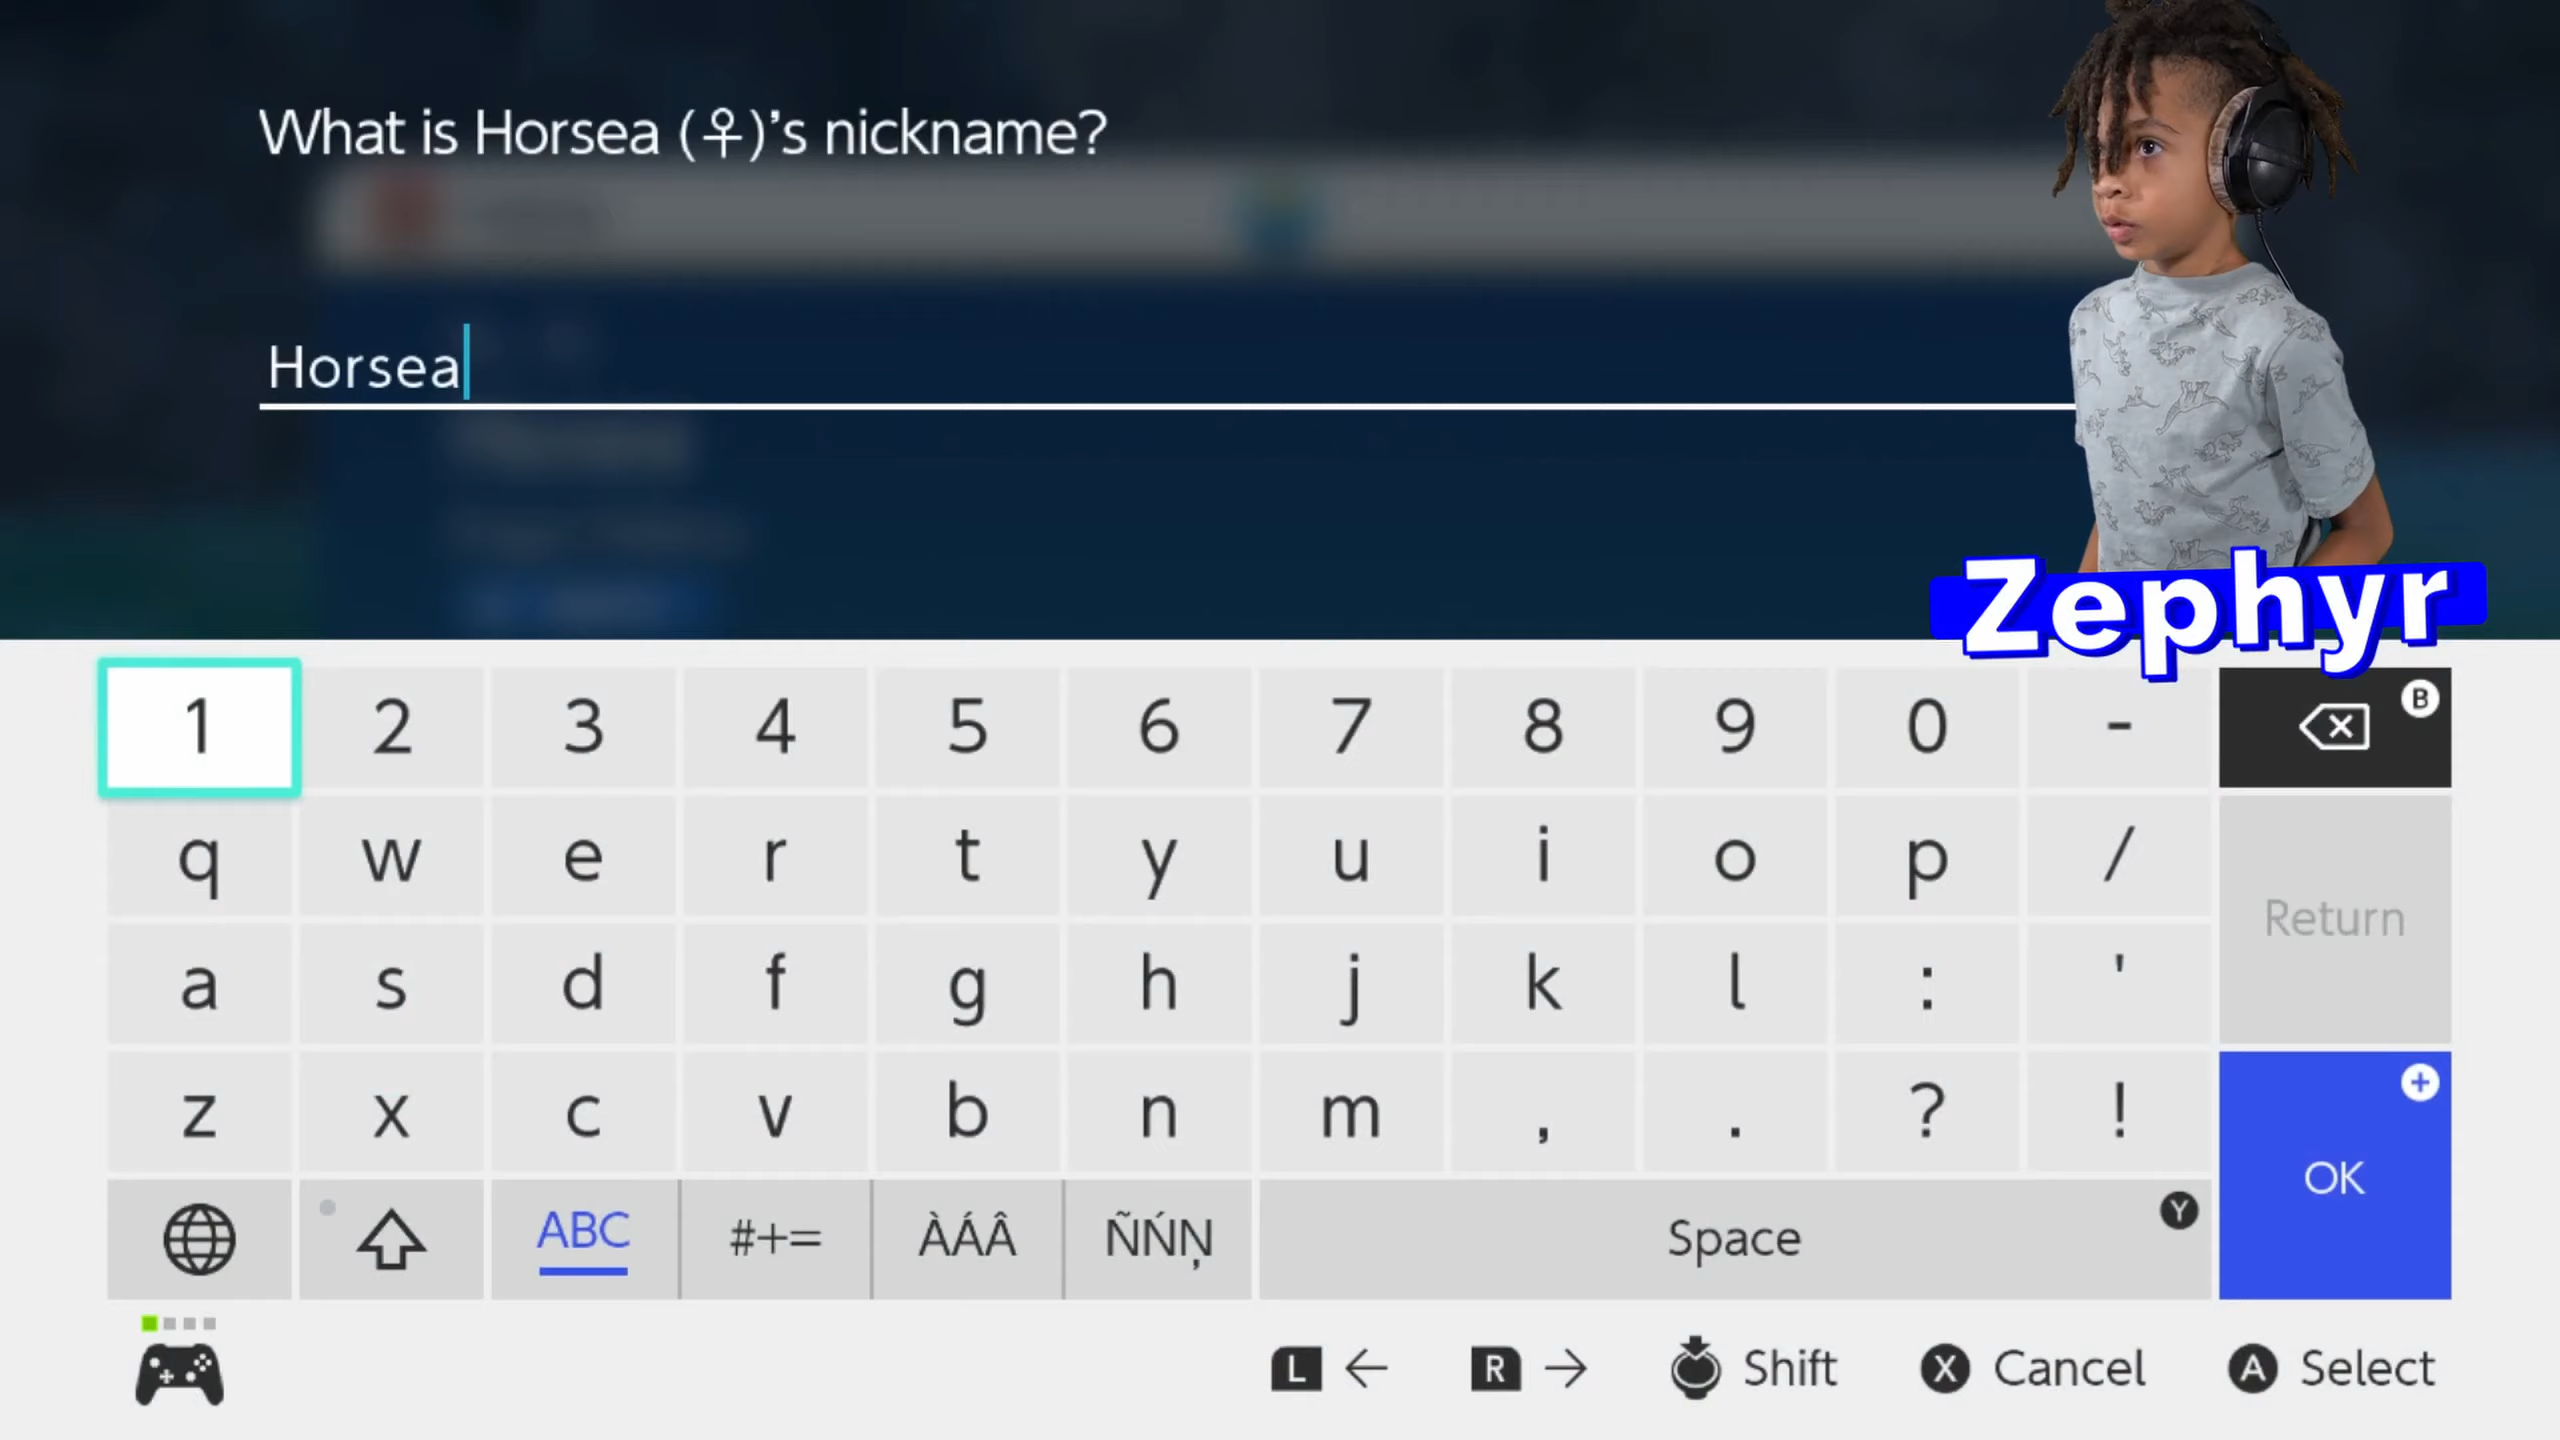 What is Horsea (♀)'s nickname?
Horsea
Zephyr
1 2 3 4 5 6 7 8 9 0 - B
q w e r t y u i o p /
Return
a s d f g h j k l : '
z x c v b n m , . ? ! +
OK
ABC #+= ÀÁÂ ÑŃŅ Space Y
L ← R → Shift X Cancel A Select